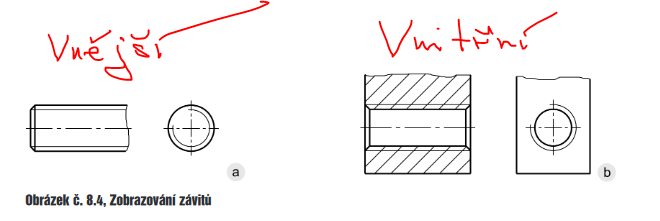 Vnější
Vnitřní
a
b
Obrázek č. 8.4, Zobrazování závitů